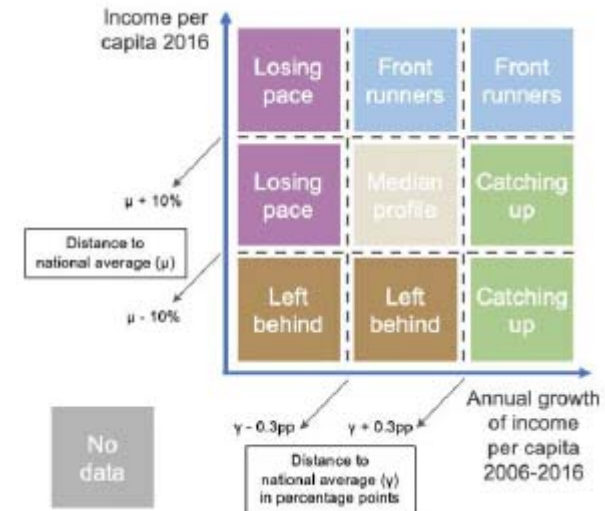 Income per
capita 2016
Losing
pace
Front
runners
Front
runners
Losing
pace
Median
profile
Catching
up
μ + 10%
Distance to
national average (μ)
μ - 10%
Left
behind
Left
behind
Catching
up
γ - 0.3pp
γ + 0.3pp
Annual growth
of income
per capita
2006-2016
Distance to
national average (γ)
in percentage points
No
data